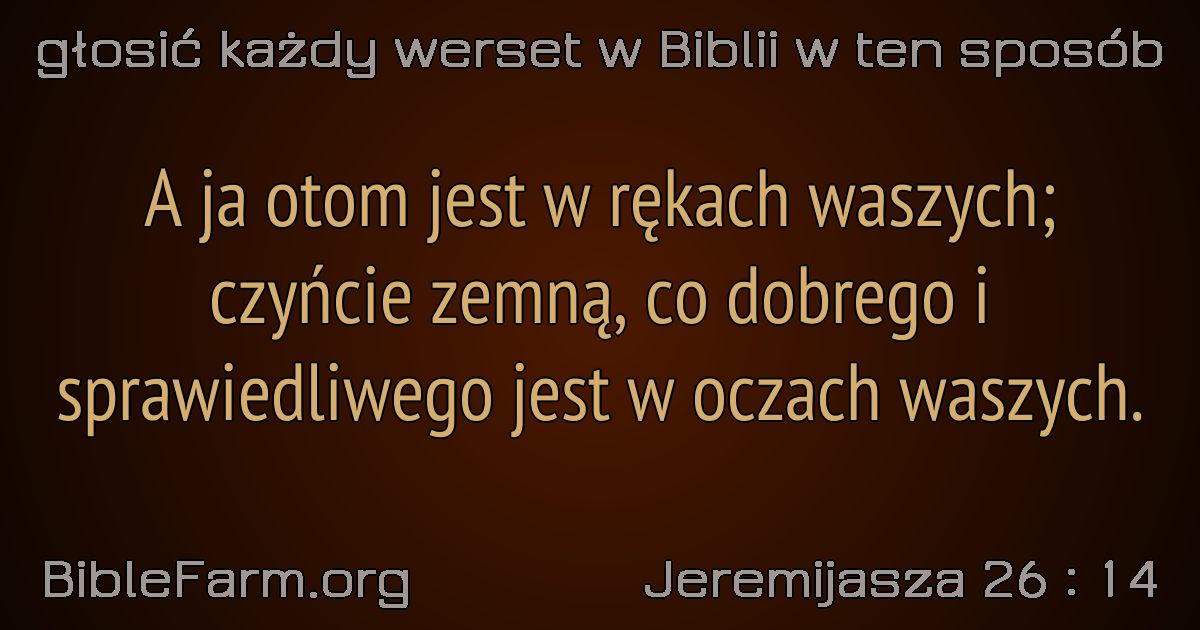 głosić każdy werset w Biblii w ten sposób
A ja otom jest w rękach waszych;
czyńcie zemną, co dobrego i
sprawiedliwego jest w oczach waszych.
BibleFarm.org
Jeremijasza 26 : 14